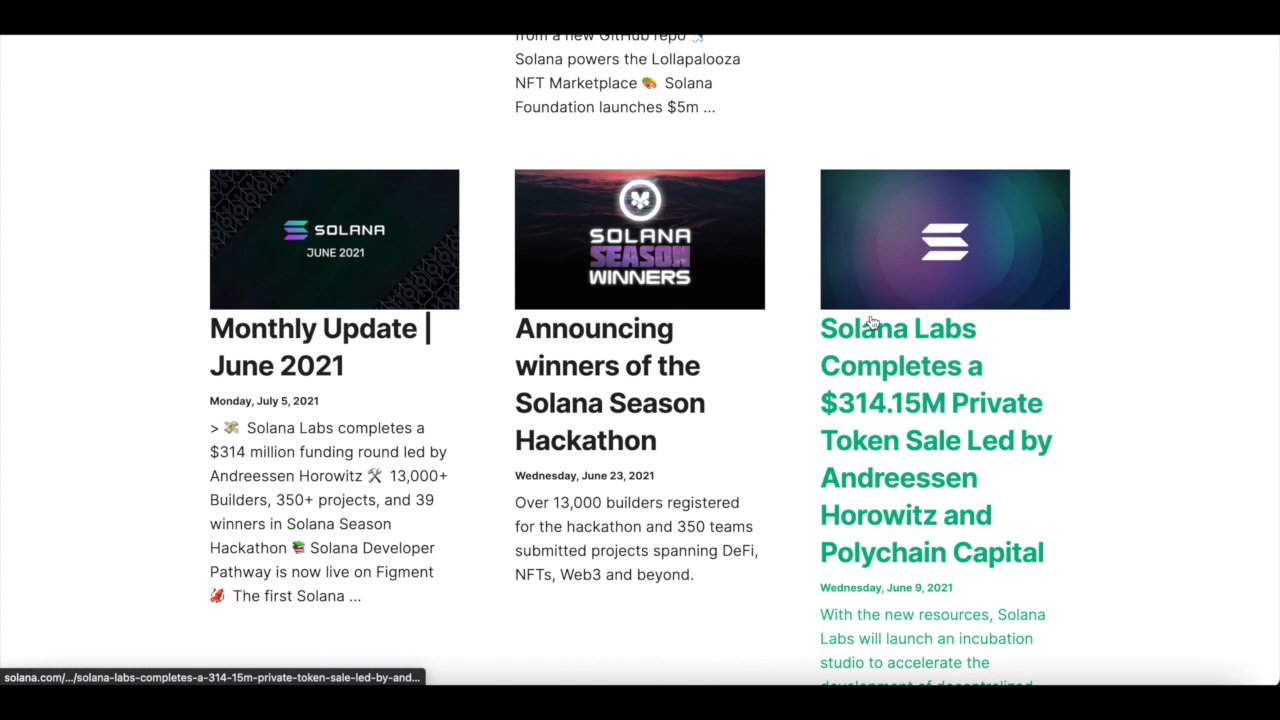 from a new GitHub repo
Solana powers the Lollapalooza
NFT Marketplace 🎨 Solana
Foundation launches $5m ...
SOLANA
JUNE 2021
Monthly Update |
June 2021
Monday, July 5, 2021
> 💸 Solana Labs completes a
$314 million funding round led by
Andreessen Horowitz 🛠 13,000+
Builders, 350+ projects, and 39
winners in Solana Season
Hackathon 📚 Solana Developer
Pathway is now live on Figment
🦞 The first Solana ...
SOLANA
SEASON
WINNERS
Announcing
winners of the
Solana Season
Hackathon
Wednesday, June 23, 2021
Over 13,000 builders registered
for the hackathon and 350 teams
submitted projects spanning DeFi,
NFTs, Web3 and beyond.
Solana Labs
Completes a
$314.15M Private
Token Sale Led by
Andreessen
Horowitz and
Polychain Capital
Wednesday, June 9, 2021
With the new resources, Solana
Labs will launch an incubation
studio to accelerate the
development of decentralized
solana.com/.../solana-labs-completes-a-314-15m-private-token-sale-led-by-and...